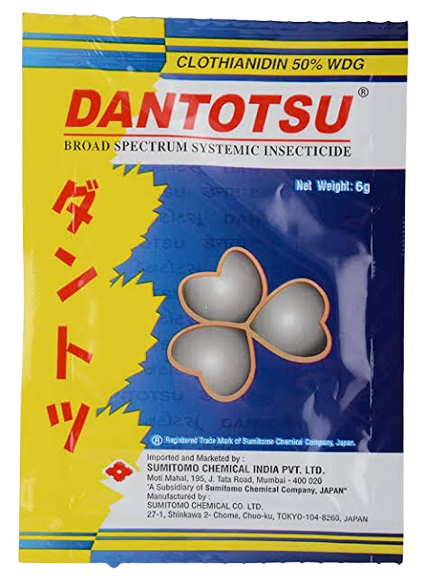 CLOTHIANIDIN 50% WDG
DANTOTSU®
BROAD SPECTRUM SYSTEMIC INSECTICIDE
Net Weight: 6g
ダントツ
® Registered Trade Mark of Sumitomo Chemical Company, Japan.
Imported and Marketed by :
SUMITOMO CHEMICAL INDIA PVT. LTD.
Moti Mahal, 195, J. Tata Road, Mumbai - 400 020
"A Subsidiary of Sumitomo Chemical Company, JAPAN"
Manufactured by :
SUMITOMO CHEMICAL CO. LTD.
27-1, Shinkawa 2- Chome, Chuo-ku, TOKYO-104-8260, JAPAN